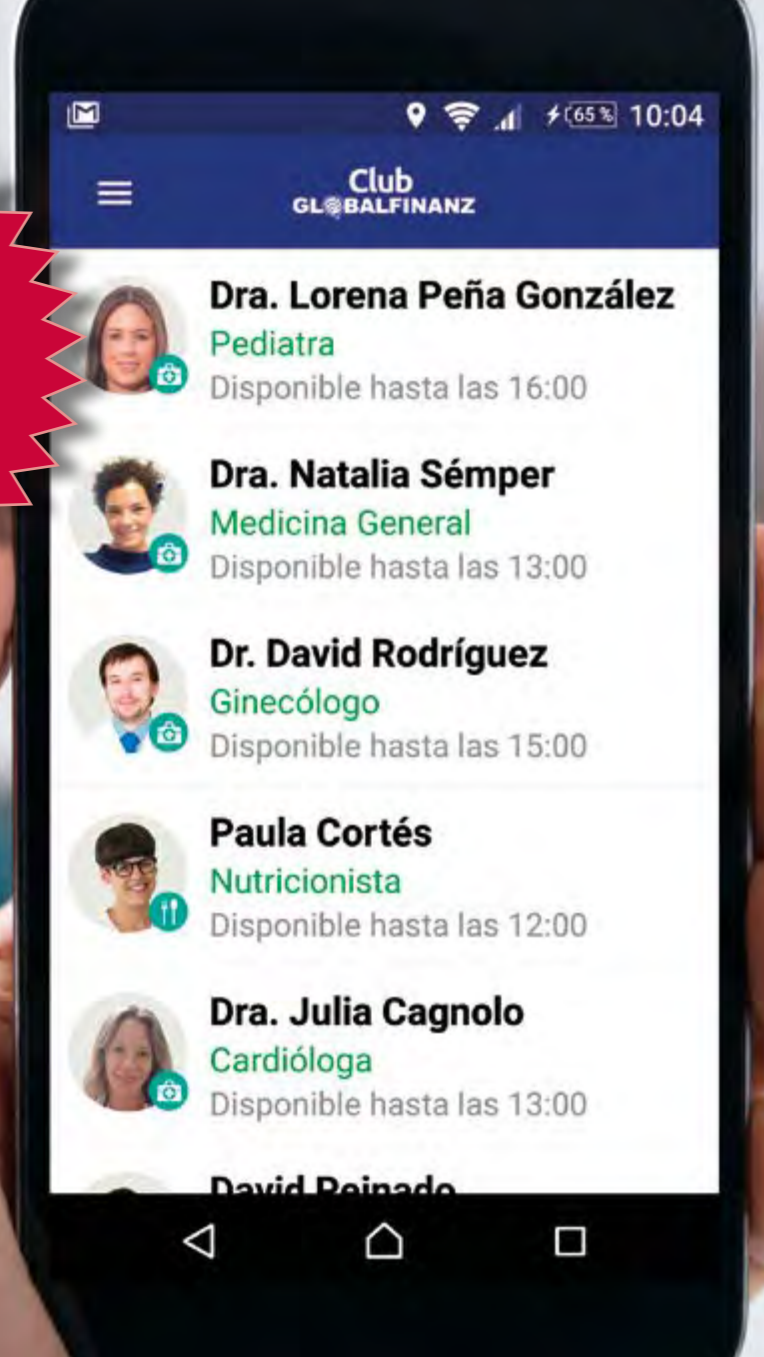 65% 10:04
Club
GLOBALFINANZ
Dra. Lorena Peña González
Pediatra
Disponible hasta las 16:00
Dra. Natalia Sémper
Medicina General
Disponible hasta las 13:00
Dr. David Rodríguez
Ginecólogo
Disponible hasta las 15:00
Paula Cortés
Nutricionista
Disponible hasta las 12:00
Dra. Julia Cagnolo
Cardióloga
Disponible hasta las 13:00
David Peinado